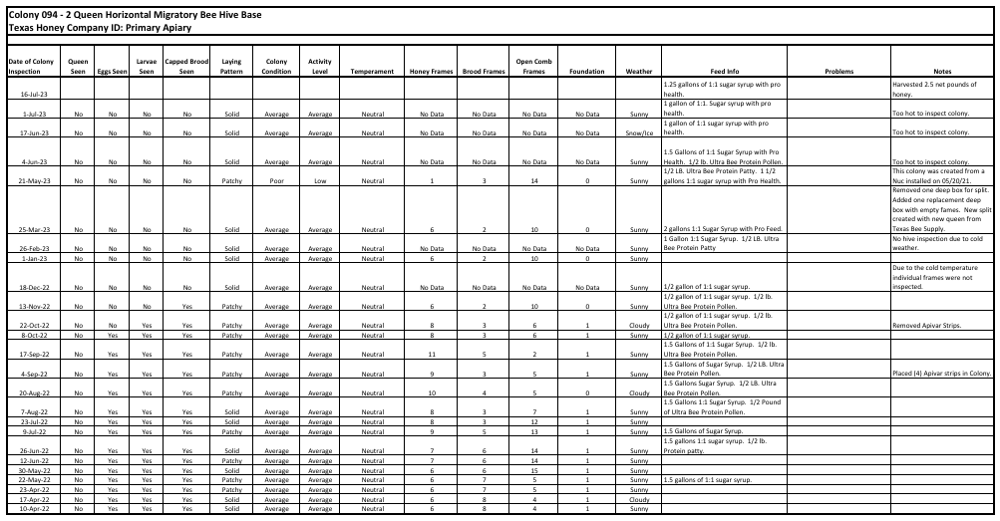 Colony 094 - 2 Queen Horizontal Migratory Bee Hive Base
Texas Honey Company ID: Primary Apiary
Date of Colony Inspection | Queen Seen | Eggs Seen | Larvae Seen | Capped Brood Seen | Laying Pattern | Colony Condition | Activity Level | Temperament | Honey Frames | Brood Frames | Open Comb Frames | Foundation | Weather | Feed Info | Problems | Notes
16-Jul-23 | 1.25 gallons of 1:1 sugar syrup with pro health. | Harvested 2.5 net pounds of honey.
1-Jul-23 No No No No Solid Average Average Neutral No Data No Data No Data No Data Sunny 1 gallon of 1:1. Sugar syrup with pro health. Too hot to inspect colony.
17-Jun-23 No No No No Solid Average Average Neutral No Data No Data No Data No Data Snow/Ice 1 gallon of 1:1 sugar syrup with pro health. Too hot to inspect colony.
4-Jun-23 No No No No Solid Average Average Neutral No Data No Data No Data No Data Sunny 1.5 Gallons of 1:1 Sugar Syrup with Pro Health. 1/2 lb. Ultra Bee Protein Pollen. Too hot to inspect colony.
21-May-23 No No No No Patchy Poor Low Neutral 1 3 14 0 Sunny 1/2 LB. Ultra Bee Protein Patty. 1 1/2 gallons 1:1 sugar syrup with Pro Health. This colony was created from a Nuc installed on 05/20/21.
25-Mar-23 No No No No Solid Average Average Neutral 6 2 10 0 Sunny 2 gallons 1:1 Sugar Syrup with Pro Feed. Removed one deep box for split. Added one replacement deep box with empty fames. New split created with new queen from Texas Bee Supply.
26-Feb-23 No No No No Solid Average Average Neutral No Data No Data No Data No Data Sunny 1 Gallon 1:1 Sugar Syrup. 1/2 LB. Ultra Bee Protein Patty No hive inspection due to cold weather.
1-Jan-23 No No No No Solid Average Average Neutral 6 2 10 0 Sunny
18-Dec-22 No No No No Solid Average Average Neutral No Data No Data No Data No Data Sunny 1/2 gallon of 1:1 sugar syrup. Due to the cold temperature individual frames were not inspected.
13-Nov-22 No No No Yes Patchy Average Average Neutral 6 2 10 0 Sunny 1/2 gallon of 1:1 sugar syrup. 1/2 lb. Ultra Bee Protein Pollen.
22-Oct-22 No No Yes Yes Patchy Average Average Neutral 8 3 6 1 Cloudy 1/2 gallon of 1:1 sugar syrup. 1/2 lb. Ultra Bee Protein Pollen. Removed Apivar Strips.
8-Oct-22 No Yes Yes Yes Patchy Average Average Neutral 8 3 6 1 Sunny 1/2 gallon of 1:1 sugar syrup.
17-Sep-22 No Yes Yes Yes Patchy Average Average Neutral 11 5 2 1 Sunny 1.5 Gallons of 1:1 Sugar Syrup. 1/2 lb. Ultra Bee Protein Pollen.
4-Sep-22 No Yes Yes Yes Patchy Average Average Neutral 9 3 5 1 Sunny 1.5 Gallons of Sugar Syrup. 1/2 LB. Ultra Bee Protein Pollen. Placed (4) Apivar strips in Colony.
20-Aug-22 No Yes Yes Yes Patchy Average Average Neutral 10 4 5 0 Cloudy 1.5 Gallons Sugar Syrup. 1/2 LB. Ultra Bee Protein Pollen.
7-Aug-22 No Yes Yes Yes Solid Average Average Neutral 8 3 7 1 Sunny 1.5 Gallons 1:1 Sugar Syrup. 1/2 Pound of Ultra Bee Protein Pollen.
23-Jul-22 No Yes Yes Yes Solid Average Average Neutral 8 3 12 1 Sunny
9-Jul-22 No Yes Yes Yes Patchy Average Average Neutral 9 5 13 1 Sunny 1.5 Gallons of Sugar Syrup.
26-Jun-22 No Yes Yes Yes Solid Average Average Neutral 7 6 14 1 Sunny 1.5 gallons 1:1 sugar syrup. 1/2 lb. Protein patty.
12-Jun-22 No Yes Yes Yes Patchy Average Average Neutral 7 6 14 1 Sunny
30-May-22 No Yes Yes Yes Solid Average Average Neutral 6 6 15 1 Sunny
22-May-22 No Yes Yes Yes Patchy Average Average Neutral 6 7 5 1 Sunny 1.5 gallons of 1:1 sugar syrup.
23-Apr-22 No Yes Yes Yes Patchy Average Average Neutral 6 7 5 1 Sunny
17-Apr-22 No Yes Yes Yes Solid Average Average Neutral 6 8 4 1 Cloudy
10-Apr-22 No Yes Yes Yes Solid Average Average Neutral 6 8 4 1 Sunny